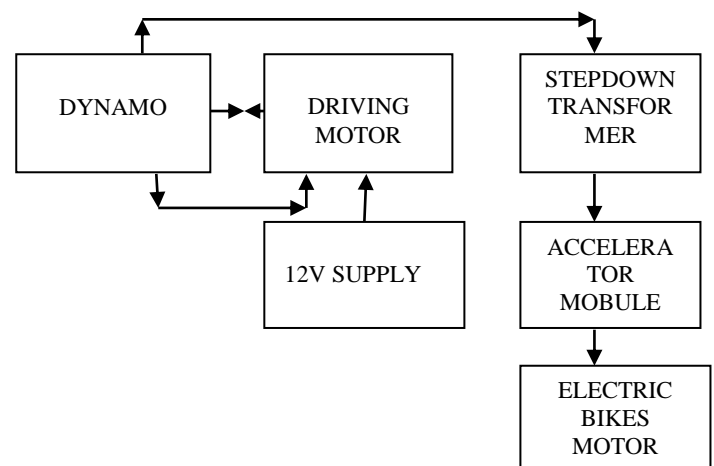 DYNAMO
DRIVING
MOTOR
STEPDOWN
TRANSFOR
MER
12V SUPPLY
ACCELERA
TOR
MOBULE
ELECTRIC
BIKES
MOTOR